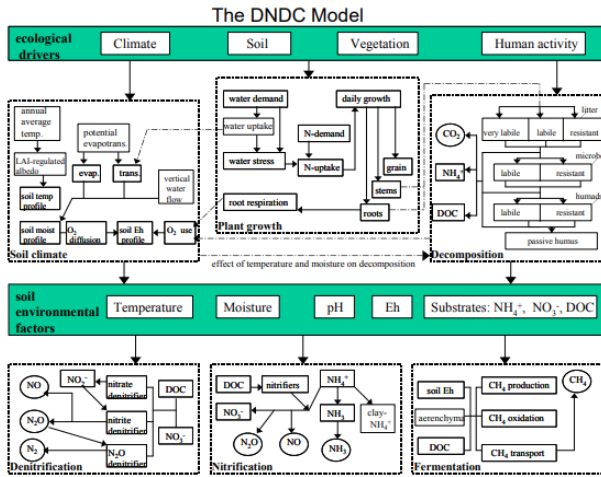 The DNDC Model
ecological
drivers
Climate
Soil
Vegetation
Human activity
annual
average
temp.
potential
evapotrans.
LAI-regulated
albedo
evap.
trans.
vertical
water
flow
soil temp
profile
soil moist
profile
O2
diffusion
soil Eh
profile
O2 use
Soil climate
water demand
daily growth
water uptake
N-demand
water stress
N-uptake
grain
stems
root respiration
roots
Plant growth
litter
CO2
very labile
labile
resistant
NH4+
labile
resistant
DOC
labile
resistant
passive humus
Decomposition
effect of temperature and moisture on decomposition
soil
environmental
factors
Temperature
Moisture
pH
Eh
Substrates: NH4+, NO3-, DOC
NO
NO2-
nitrate
denitrifier
DOC
N2O
nitrite
denitrifier
N2
N2O
denitrifier
NO3-
Denitrification
DOC
nitrifiers
NH4+
NO3-
NH3
clay-
NH4+
N2O
NO
NH3
Nitrification
soil Eh
CH4 production
CH4
aerenchyma
CH4 oxidation
DOC
CH4 transport
Fermentation